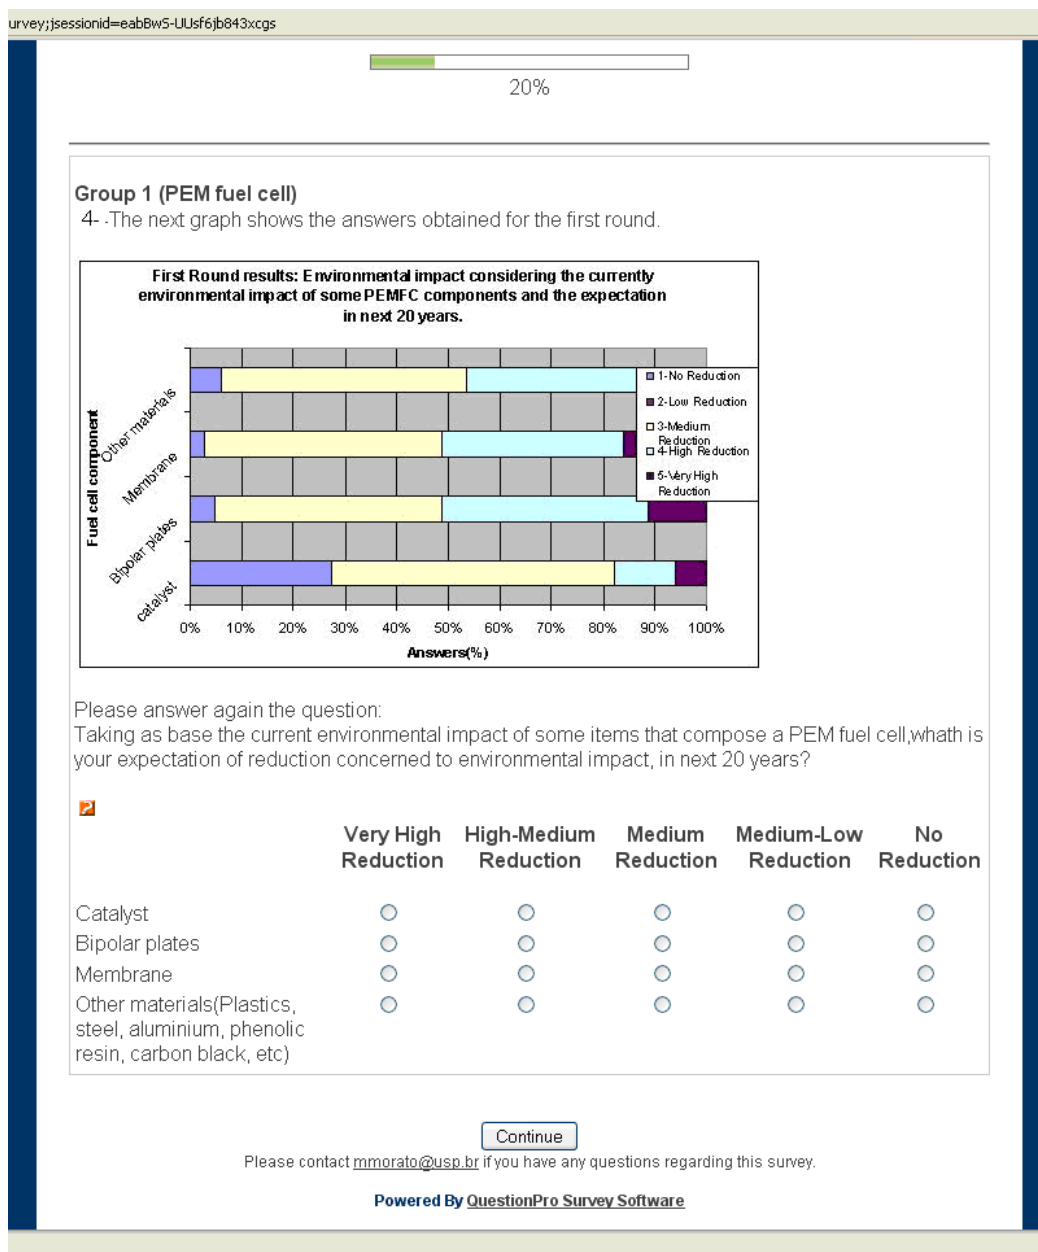 urvey;jsessionid=eabBwS-UUsf6jb843xcgs
20%
Group 1 (PEM fuel cell)
4- -The next graph shows the answers obtained for the first round.
First Round results: Environmental impact considering the currently
environmental impact of some PEMFC components and the expectation
in next 20 years.
Fuel cell component
Other materials
Membrane
Bipolar plates
catalyst
1-No Reduction
2-Low Reduction
3-Medium
Reduction
4-High Reduction
5-Very High
Reduction
0% 10% 20% 30% 40% 50% 60% 70% 80% 90% 100%
Answers(%)
Please answer again the question:
Taking as base the current environmental impact of some items that compose a PEM fuel cell,whath is
your expectation of reduction concerned to environmental impact, in next 20 years?
?
Very High High-Medium Medium Medium-Low No
Reduction Reduction Reduction Reduction Reduction
Catalyst
Bipolar plates
Membrane
Other materials(Plastics,
steel, aluminium, phenolic
resin, carbon black, etc)
Continue
Please contact mmorato@usp.br if you have any questions regarding this survey.
Powered By QuestionPro Survey Software